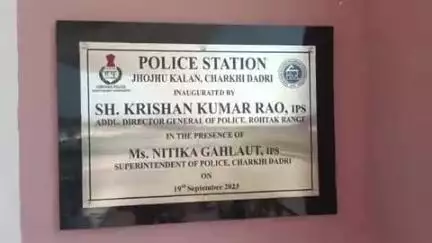 POLICE STATION
JHOJHU KALAN, CHARKHI DADRI
INAUGURATED BY
SH. KRISHAN KUMAR RAO, IPS
ADDL. DIRECTOR GENERAL OF POLICE, ROHTAK RANGE
IN THE PRESENCE OF
Ms. NITIKA GAHLAUT, IPS
SUPERINTENDENT OF POLICE, CHARKHI DADRI
ON
19th September 2023